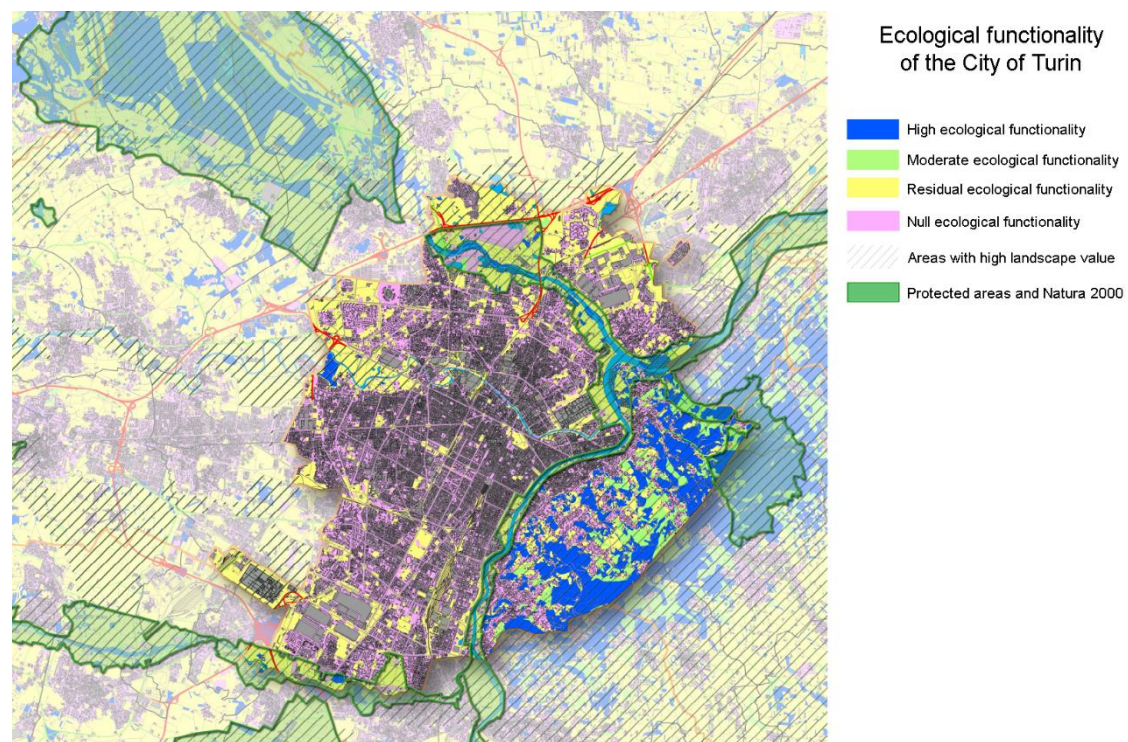 Ecological functionality
of the City of Turin
High ecological functionality
Moderate ecological functionality
Residual ecological functionality
Null ecological functionality
Areas with high landscape value
Protected areas and Natura 2000